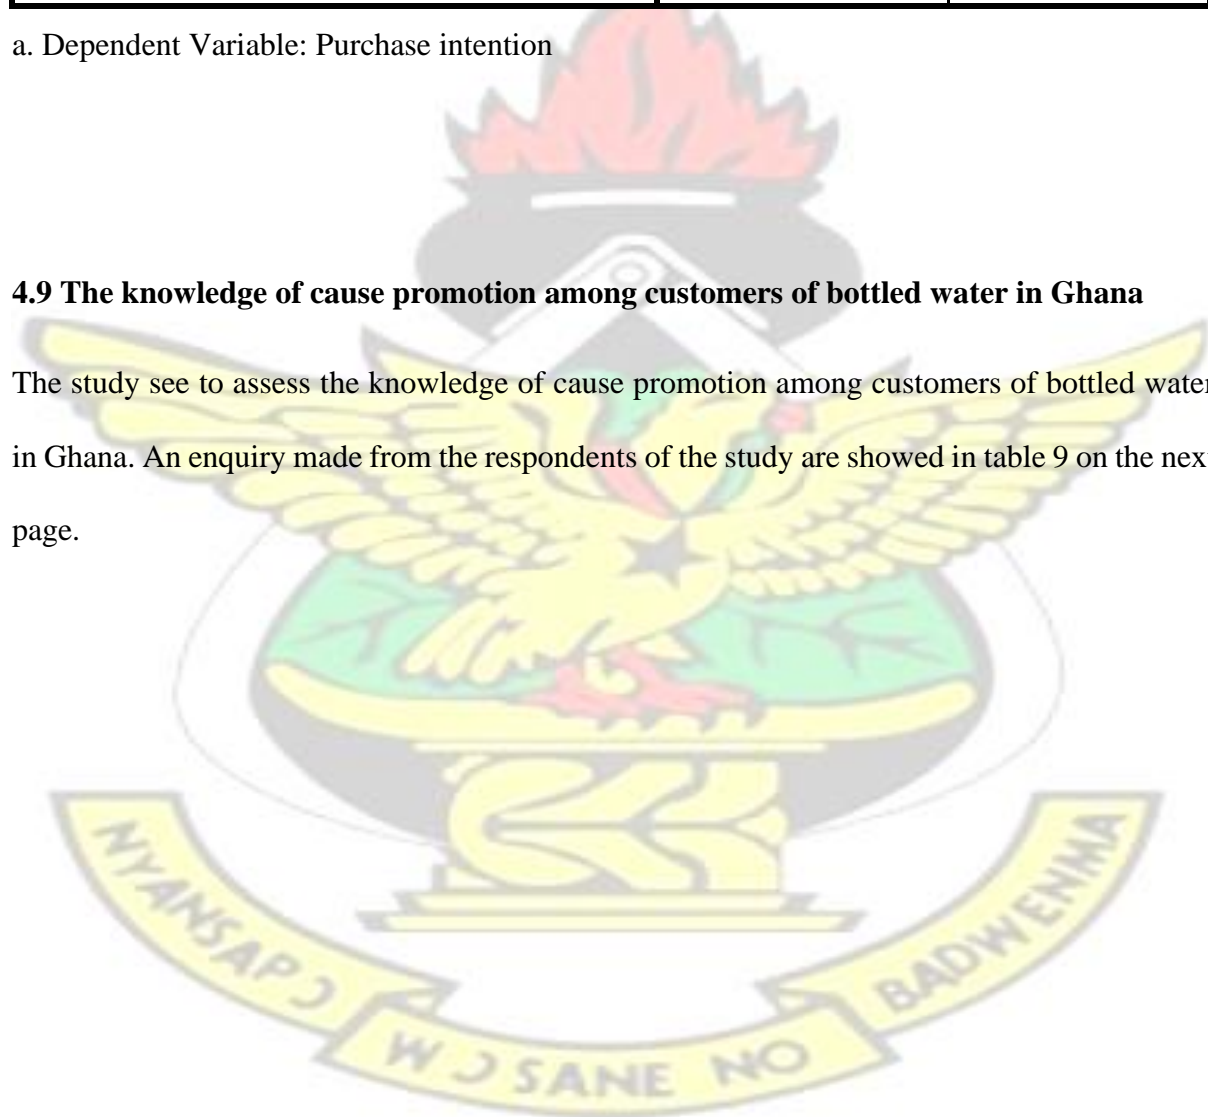 a. Dependent Variable: Purchase intention
4.9 The knowledge of cause promotion among customers of bottled water in Ghana
The study see to assess the knowledge of cause promotion among customers of bottled water
in Ghana. An enquiry made from the respondents of the study are showed in table 9 on the next
page.
NYANSAPƆ
WƆSANE NO
BADWENMA